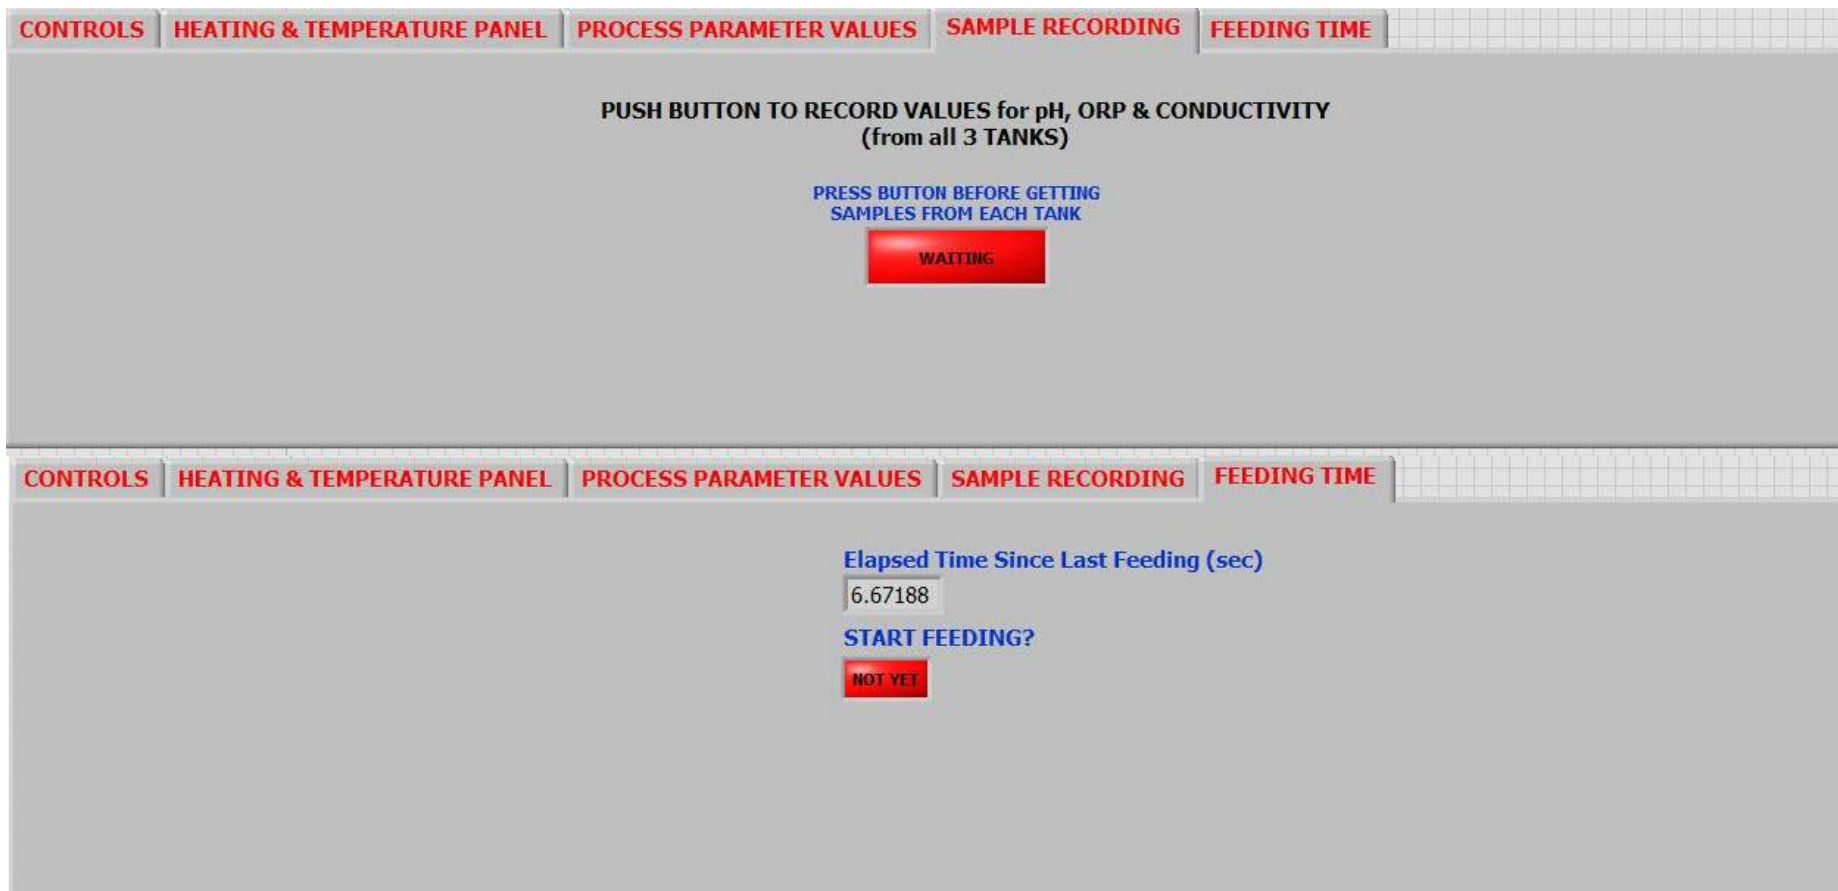 CONTROLS HEATING & TEMPERATURE PANEL PROCESS PARAMETER VALUES SAMPLE RECORDING FEEDING TIME
PUSH BUTTON TO RECORD VALUES for pH, ORP & CONDUCTIVITY
(from all 3 TANKS)
PRESS BUTTON BEFORE GETTING
SAMPLES FROM EACH TANK
WAITING
CONTROLS HEATING & TEMPERATURE PANEL PROCESS PARAMETER VALUES SAMPLE RECORDING FEEDING TIME
Elapsed Time Since Last Feeding (sec)
6.67188
START FEEDING?
NOT YET